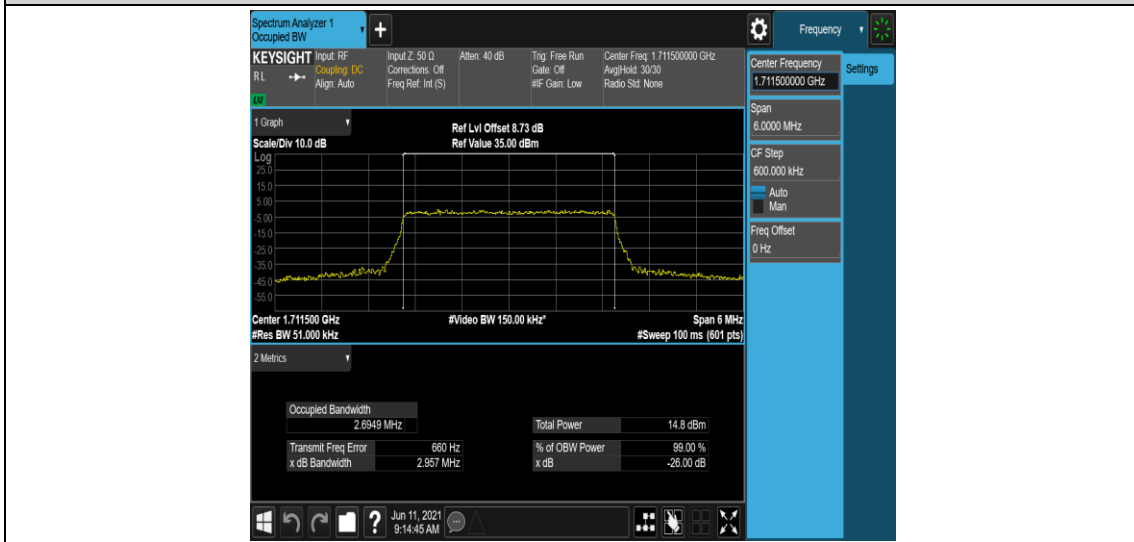 Spectrum Analyzer 1
Occupied BW
+
Frequency
KEYSIGHT
RL
LXI
Input: RF
Coupling: DC
Align: Auto
Input Z: 50 Ω
Corrections: Off
Freq Ref: Int (S)
Atten: 40 dB
Trig: Free Run
Gate: Off
#IF Gain: Low
Center Freq: 1.711500000 GHz
Avg|Hold: 30/30
Radio Std: None
Center Frequency
1.711500000 GHz
Settings
Span
6.0000 MHz
CF Step
600.000 kHz
Auto
Man
Freq Offset
0 Hz
1 Graph
Scale/Div 10.0 dB
Ref Lvl Offset 8.73 dB
Ref Value 35.00 dBm
Log
25.0
15.0
5.00
-5.00
-15.0
-25.0
-35.0
-45.0
-55.0
Center 1.711500 GHz
#Video BW 150.00 kHz*
Span 6 MHz
#Res BW 51.000 kHz
#Sweep 100 ms (601 pts)
2 Metrics
Occupied Bandwidth
2.6949 MHz
Total Power 14.8 dBm
Transmit Freq Error 660 Hz
% of OBW Power 99.00 %
x dB Bandwidth 2.957 MHz
x dB -26.00 dB
?
Jun 11, 2021
9:14:45 AM